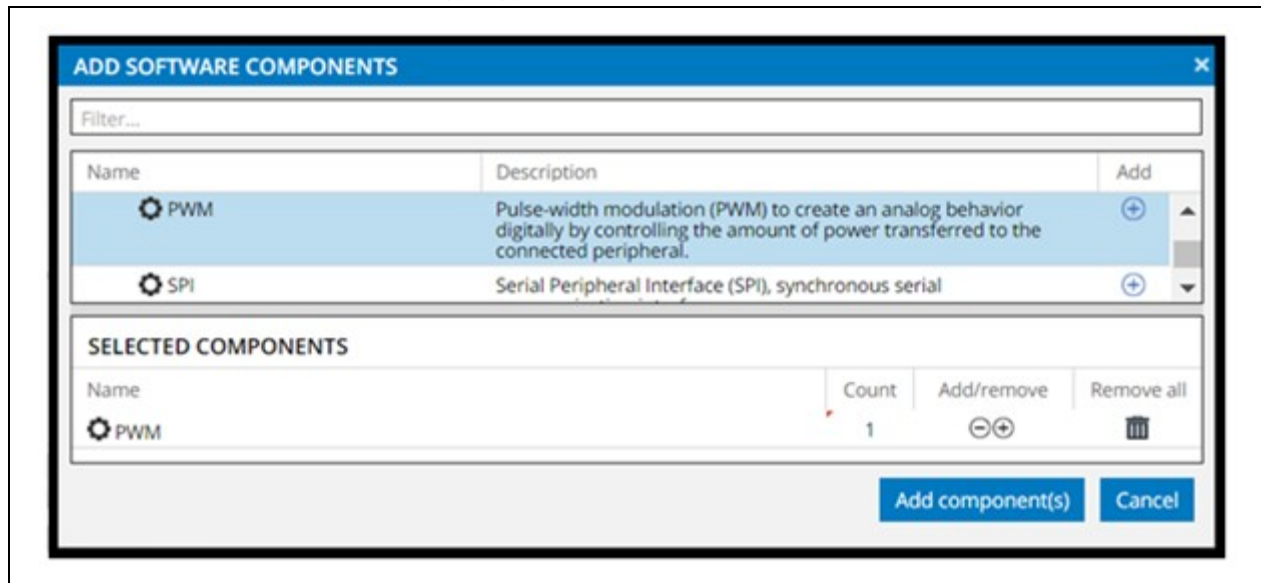 ADD SOFTWARE COMPONENTS
Filter...
Name Description Add
PWM Pulse-width modulation (PWM) to create an analog behavior
digitally by controlling the amount of power transferred to the
connected peripheral.
SPI Serial Peripheral Interface (SPI), synchronous serial
SELECTED COMPONENTS
Name Count Add/remove Remove all
PWM 1
Add component(s) Cancel